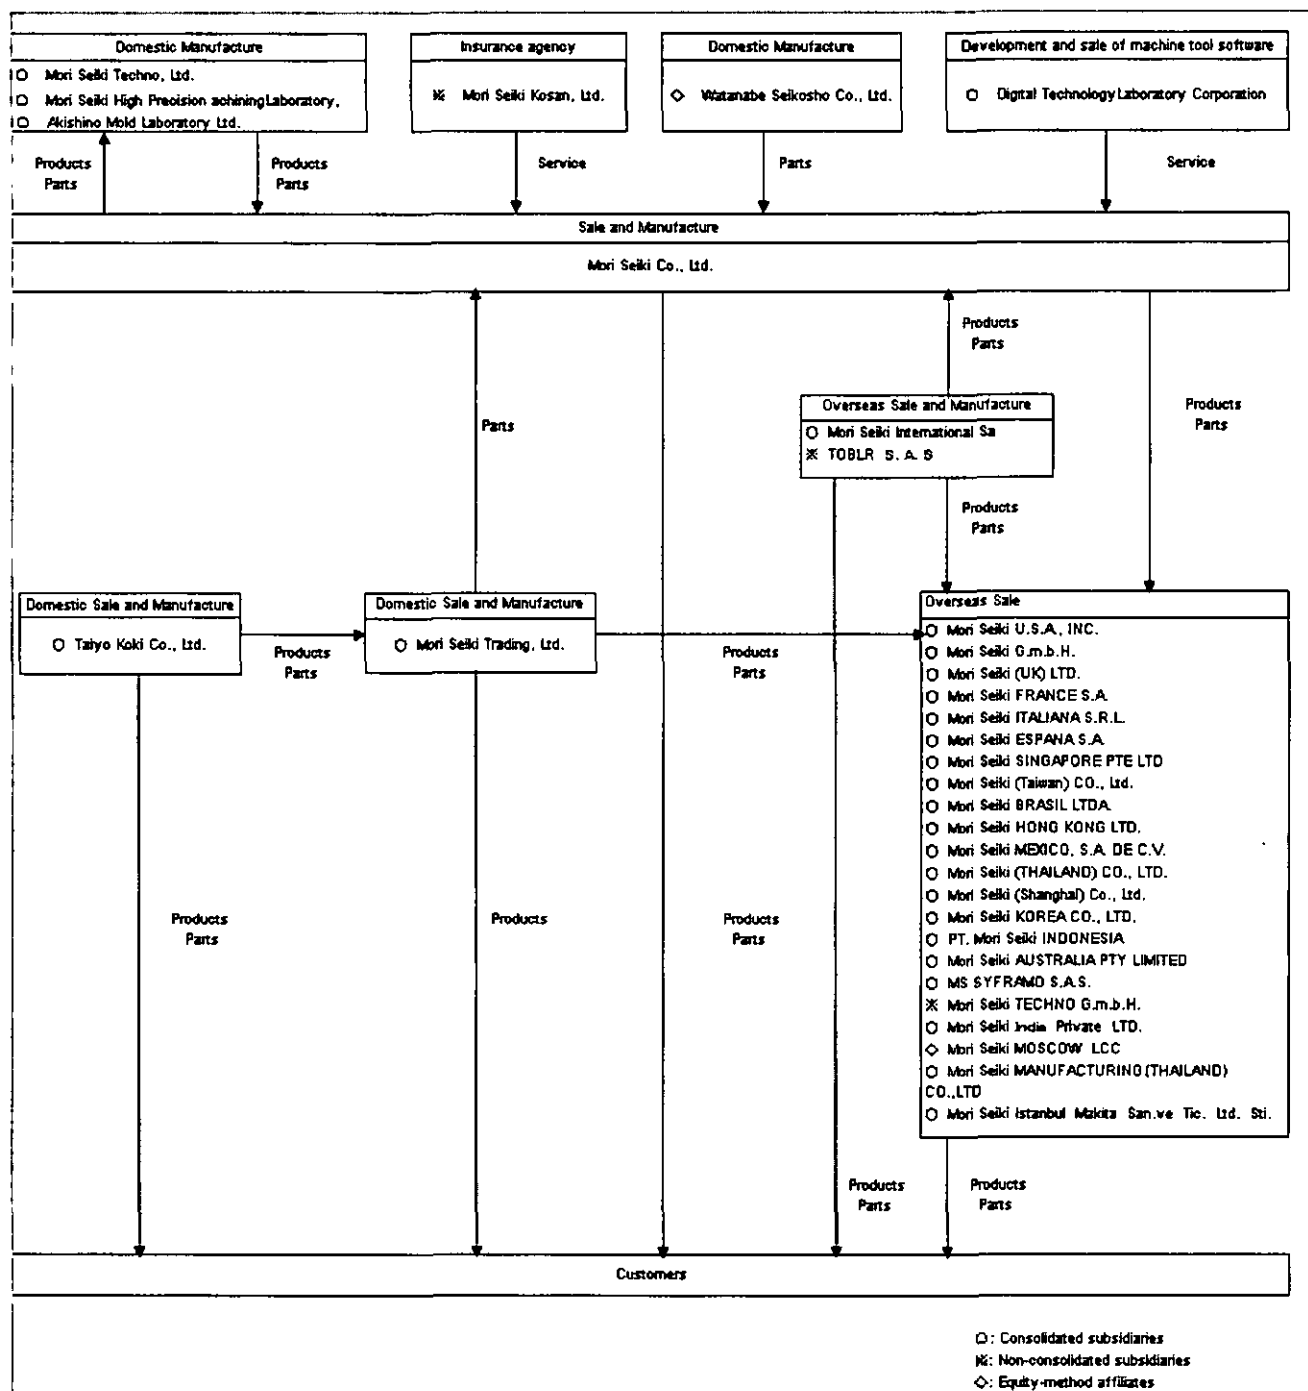 Domestic Manufacture
○ Mori Seiki Techno, Ltd.
○ Mori Seiki High Precision achiningLaboratory,
○ Akishino Mold Laboratory Ltd.
Insurance agency
※ Mori Seiki Kosan, Ltd.
Domestic Manufacture
◇ Watanabe Seikosho Co., Ltd.
Development and sale of machine tool software
○ Digital Technology Laboratory Corporation
Products
Parts
Products
Parts
Service
Parts
Service
Sale and Manufacture
Mori Seiki Co., Ltd.
Products
Parts
Parts
Products
Parts
Overseas Sale and Manufacture
○ Mori Seiki International Sa
※ TOBLR S. A. S
Products
Parts
Domestic Sale and Manufacture
○ Taiyo Koki Co., Ltd.
Products
Parts
Domestic Sale and Manufacture
○ Mori Seiki Trading, Ltd.
Products
Parts
Overseas Sale
○ Mori Seiki U.S.A., INC.
○ Mori Seiki G.m.b.H.
○ Mori Seiki (UK) LTD.
○ Mori Seiki FRANCE S.A.
○ Mori Seiki ITALIANA S.R.L.
○ Mori Seiki ESPANA S.A.
○ Mori Seiki SINGAPORE PTE LTD
○ Mori Seiki (Taiwan) CO., Ltd.
○ Mori Seiki BRASIL LTDA.
○ Mori Seiki HONG KONG LTD.
○ Mori Seiki MEXICO, S.A. DE C.V.
○ Mori Seiki (THAILAND) CO., LTD.
○ Mori Seiki (Shanghai) Co., Ltd.
○ Mori Seiki KOREA CO., LTD.
○ PT. Mori Seiki INDONESIA
○ Mori Seiki AUSTRALIA PTY LIMITED
○ MS SYFRAMO S.A.S.
※ Mori Seiki TECHNO G.m.b.H.
○ Mori Seiki India Private LTD.
◇ Mori Seiki MOSCOW LCC
○ Mori Seiki MANUFACTURING (THAILAND)
CO.,LTD
○ Mori Seiki Istanbul Makita San.ve Tic. Ltd. Sti.
Products
Parts
Products
Products
Parts
Products
Parts
Products
Parts
Customers
○: Consolidated subsidiaries
※: Non-consolidated subsidiaries
◇: Equity-method affiliates